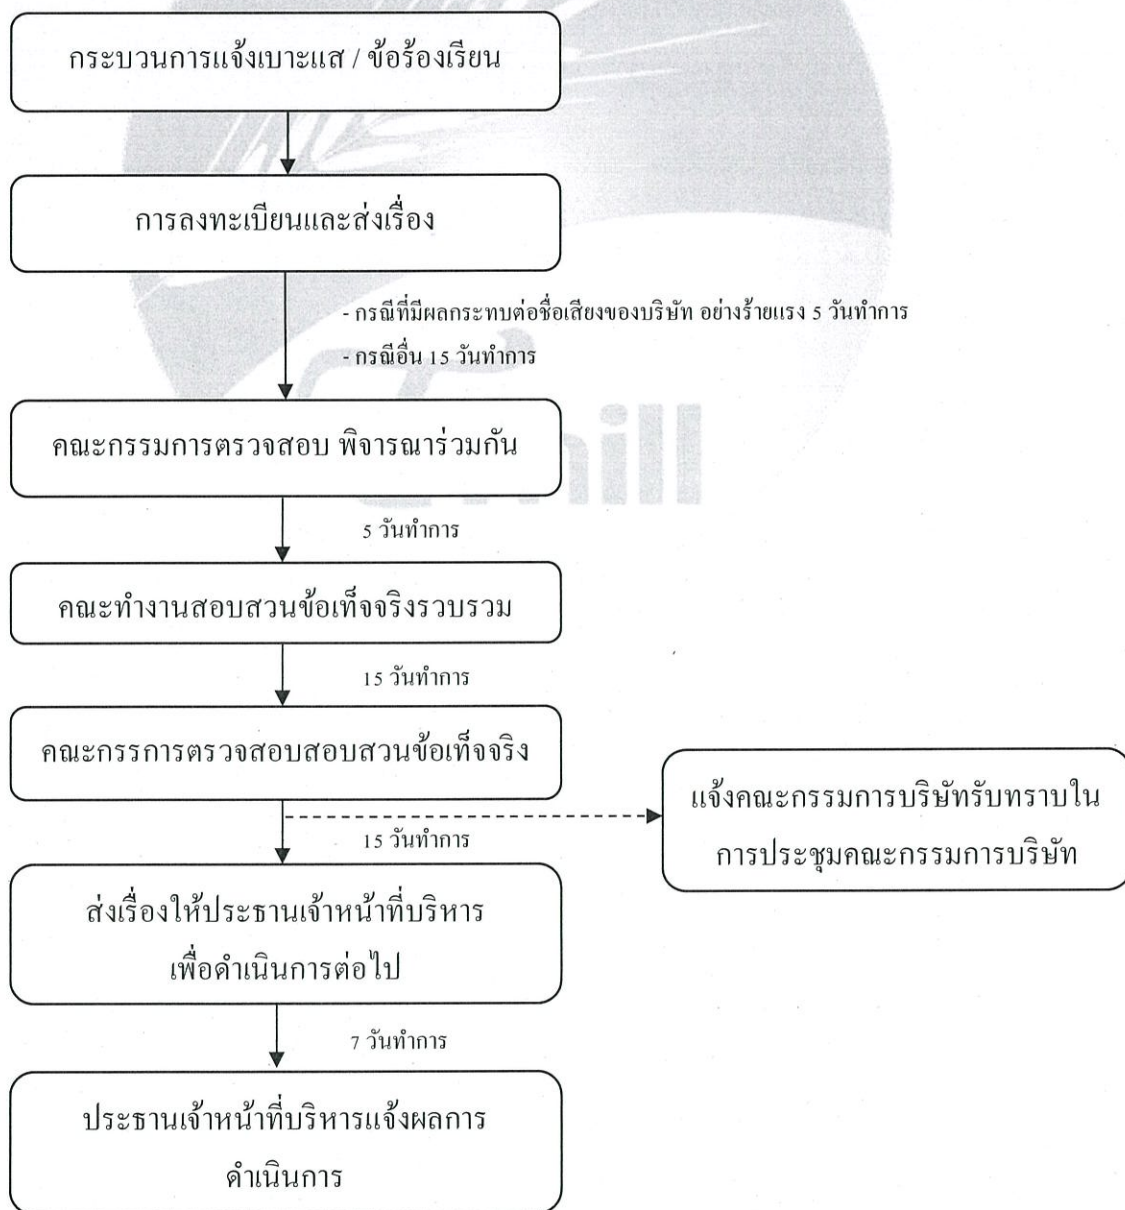 กระบวนการแจ้งเบาะแส / ข้อร้องเรียน
การลงทะเบียนและส่งเรื่อง
- กรณีที่มีผลกระทบต่อชื่อเสียงของบริษัท อย่างร้ายแรง 5 วันทำการ
- กรณีอื่น 15 วันทำการ
คณะกรรมการตรวจสอบ พิจารณาร่วมกัน
5 วันทำการ
คณะทำงานสอบสวนข้อเท็จจริงรวบรวม
15 วันทำการ
คณะกรรการตรวจสอบสอบสวนข้อเท็จจริง
แจ้งคณะกรรมการบริษัทรับทราบใน
การประชุมคณะกรรมการบริษัท
15 วันทำการ
ส่งเรื่องให้ประธานเจ้าหน้าที่บริหาร
เพื่อดำเนินการต่อไป
7 วันทำการ
ประธานเจ้าหน้าที่บริหารแจ้งผลการ
ดำเนินการ